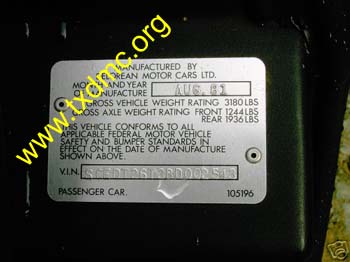 MANUFACTURED BY
DELOREAN MOTOR CARS LTD.
MONTH AND YEAR
OF MANUFACTURE AUG. 81
GROSS VEHICLE WEIGHT RATING 3180 LBS
GROSS AXLE WEIGHT RATING FRONT 1244 LBS
REAR 1936 LBS
THIS VEHICLE CONFORMS TO ALL
APPLICABLE FEDERAL MOTOR VEHICLE
SAFETY AND BUMPER STANDARDS IN
EFFECT ON THE DATE OF MANUFACTURE
SHOWN ABOVE.
V.I.N.
PASSENGER CAR. 105196
www.txdmc.org